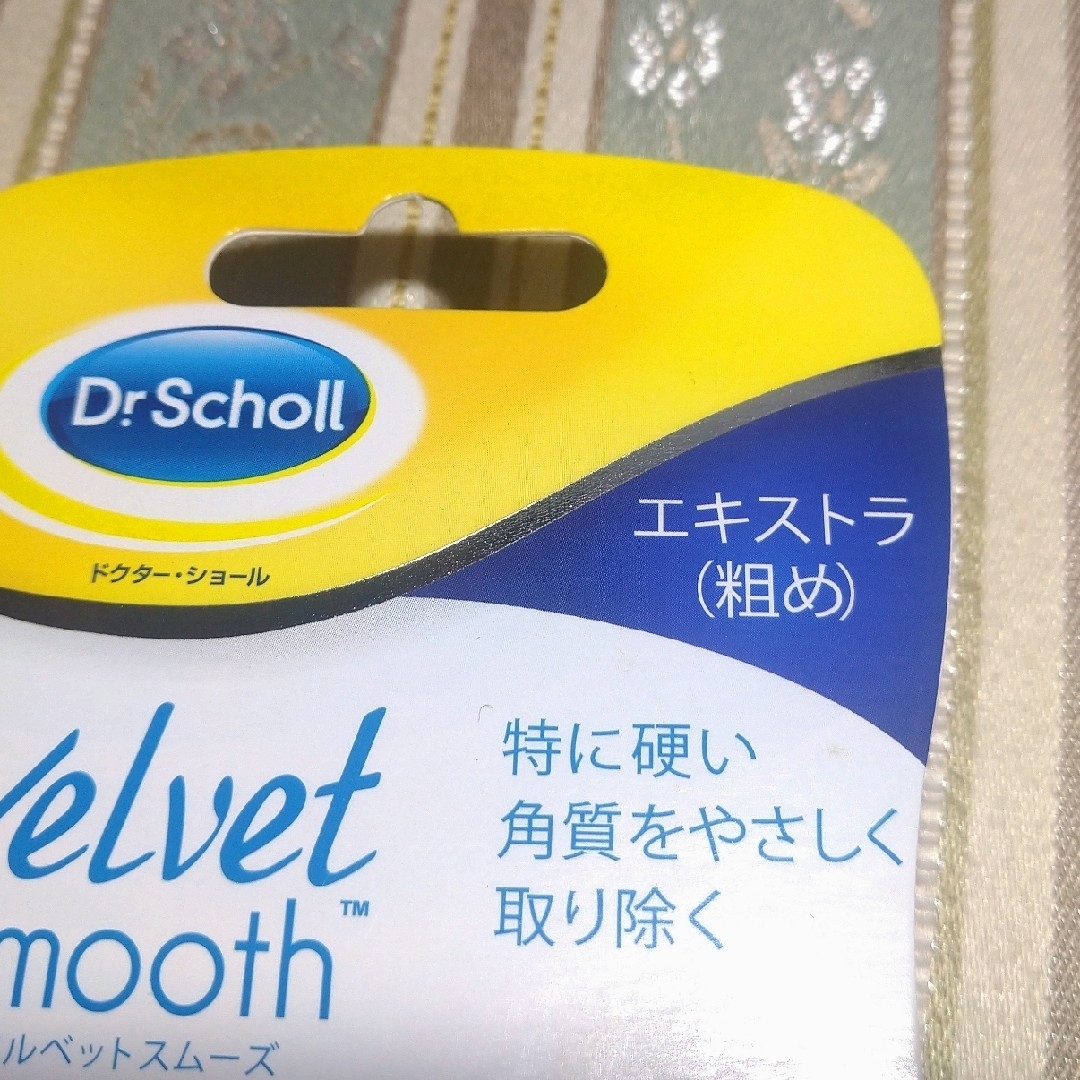 Dr. Scholl
ドクター・ショール
エキストラ
(粗め)
Velvet
mooth™
ルベットスムーズ
特に硬い
角質をやさしく
取り除く